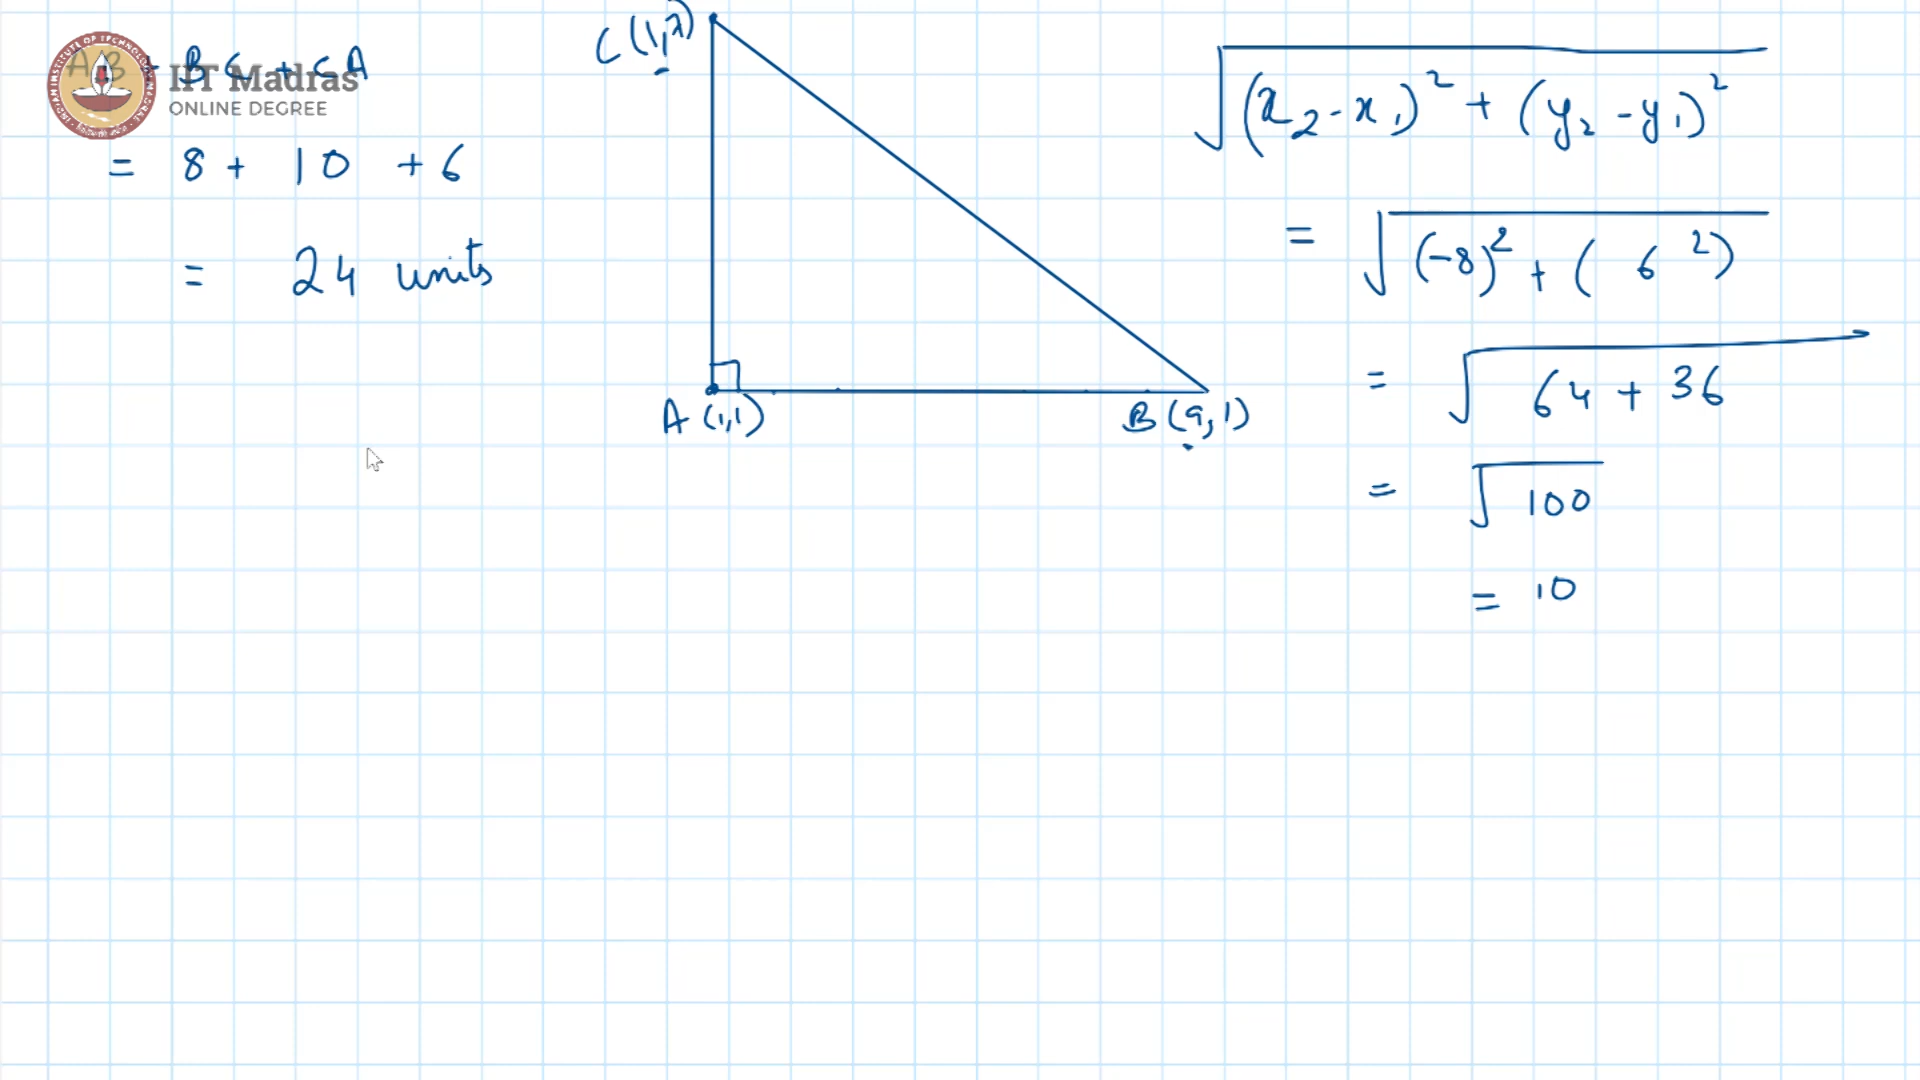 AB + BC + CA
IIT Madras
ONLINE DEGREE
= 8 + 10 + 6
= 24 units
C (1,7)
A (1,1)
B (9,1)
√((x₂-x₁)² + (y₂-y₁)²)
= √((-8)² + (6²))
= √(64 + 36)
= √100
= 10